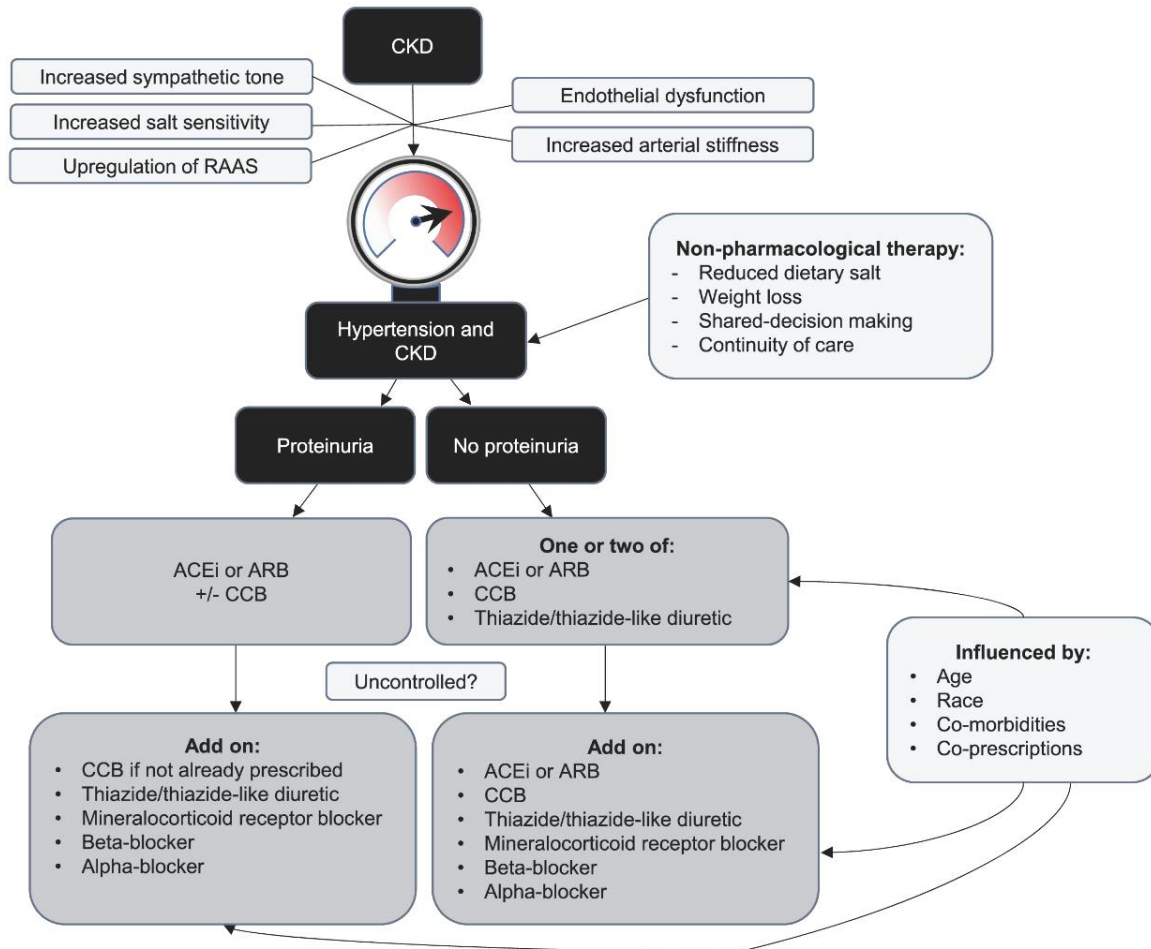 CKD
Increased sympathetic tone
Increased salt sensitivity
Upregulation of RAAS
Endothelial dysfunction
Increased arterial stiffness
Non-pharmacological therapy:
- Reduced dietary salt
- Weight loss
- Shared-decision making
- Continuity of care
Hypertension and
CKD
Proteinuria
No proteinuria
ACEi or ARB
+/- CCB
One or two of:
• ACEi or ARB
• CCB
• Thiazide/thiazide-like diuretic
Uncontrolled?
Influenced by:
• Age
• Race
• Co-morbidities
• Co-prescriptions
Add on:
• CCB if not already prescribed
• Thiazide/thiazide-like diuretic
• Mineralocorticoid receptor blocker
• Beta-blocker
• Alpha-blocker
Add on:
• ACEi or ARB
• CCB
• Thiazide/thiazide-like diuretic
• Mineralocorticoid receptor blocker
• Beta-blocker
• Alpha-blocker